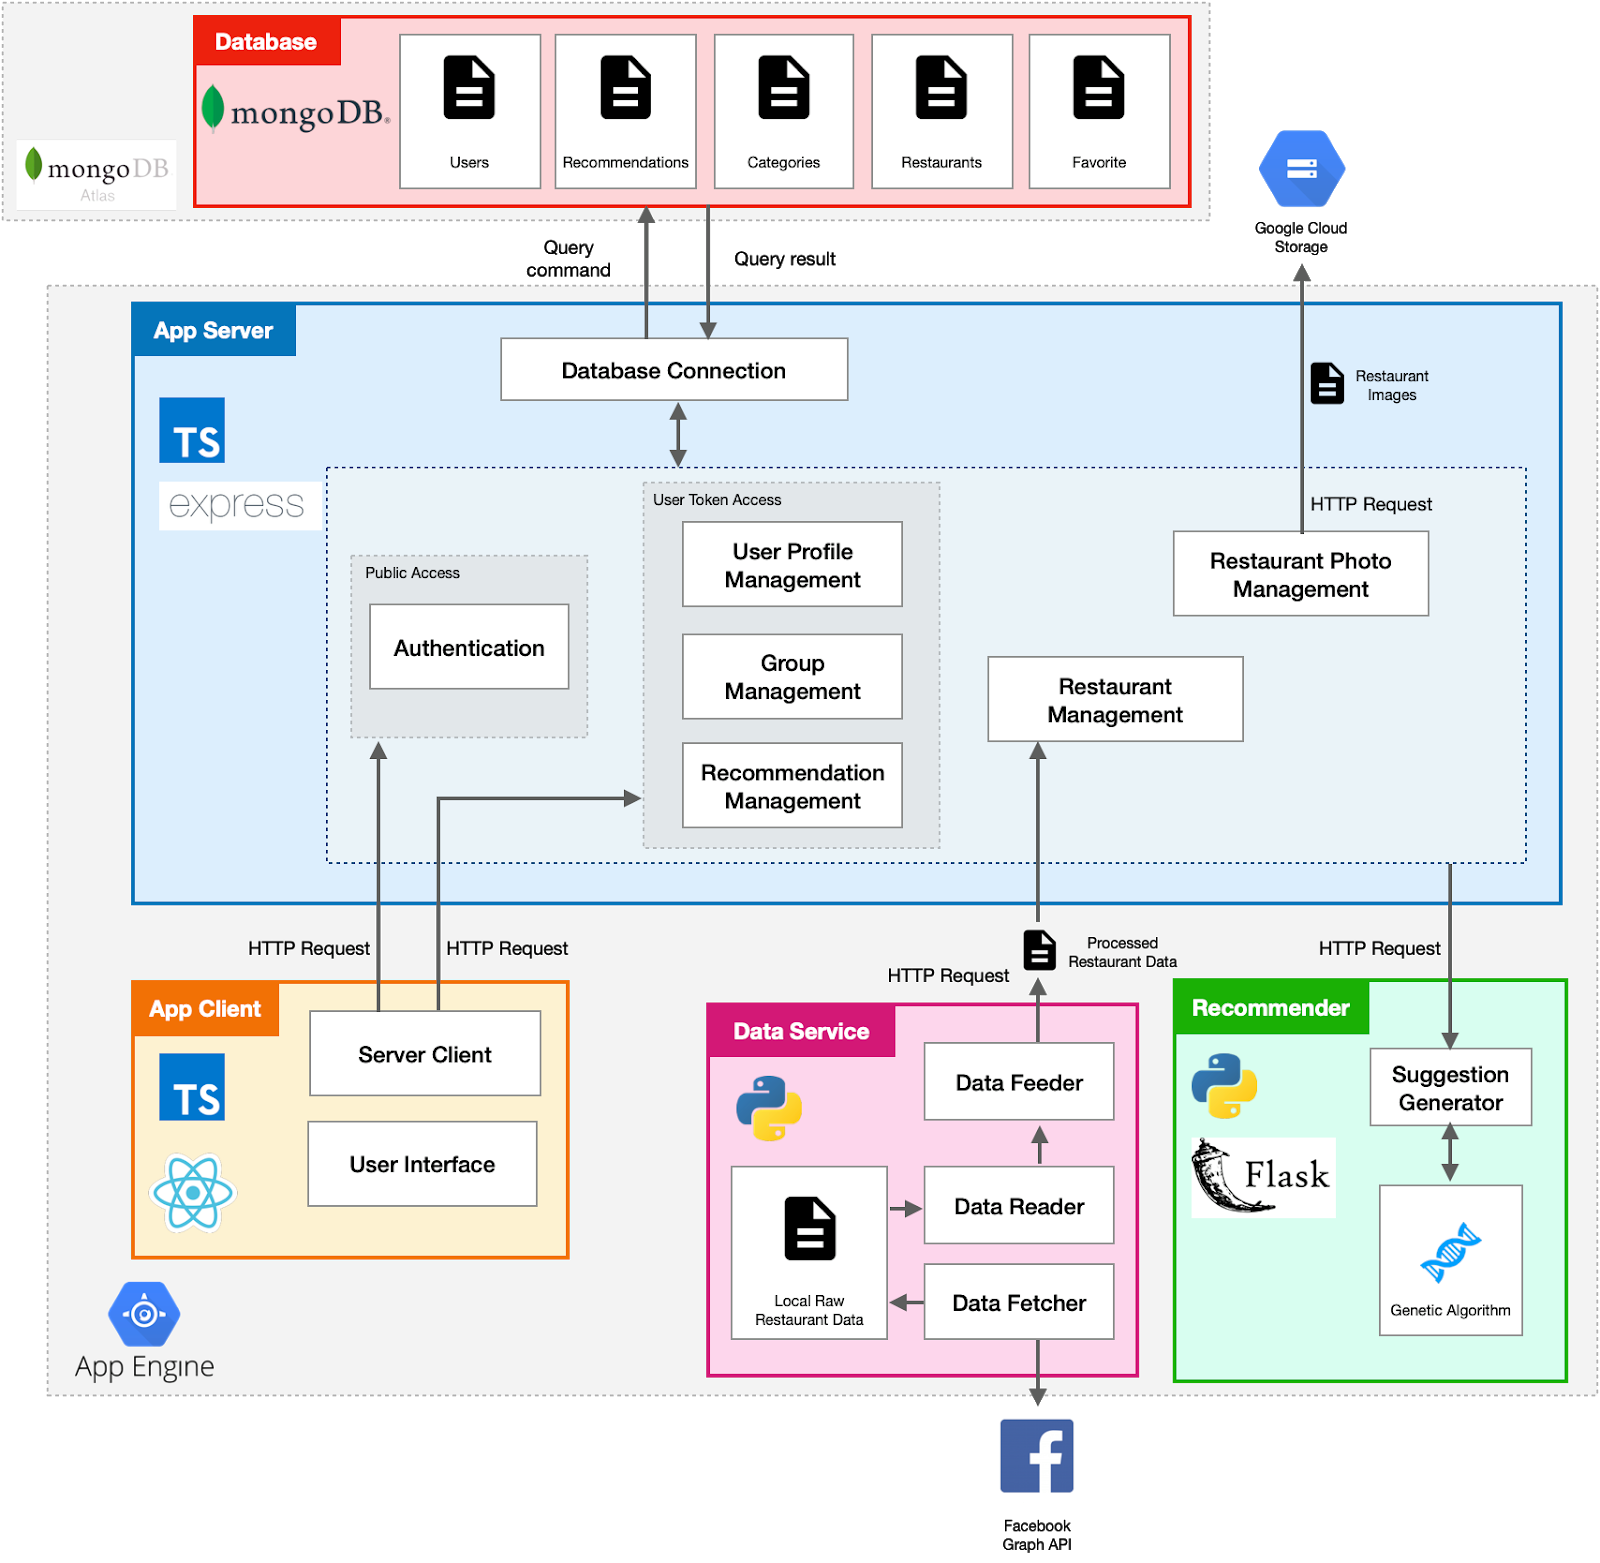 Database
mongoDB®
Users
Recommendations
Categories
Restaurants
Favorite
mongoDB
Atlas
Google Cloud
Storage
Query
command
Query result
App Server
Database Connection
Restaurant
Images
TS
express
User Token Access
HTTP Request
User Profile
Management
Restaurant Photo
Management
Public Access
Authentication
Group
Management
Restaurant
Management
Recommendation
Management
HTTP Request
HTTP Request
Processed
Restaurant Data
HTTP Request
HTTP Request
App Client
Server Client
TS
User Interface
Data Service
Data Feeder
Data Reader
Local Raw
Restaurant Data
Data Fetcher
Recommender
Suggestion
Generator
Flask
Genetic Algorithm
App Engine
Facebook
Graph API